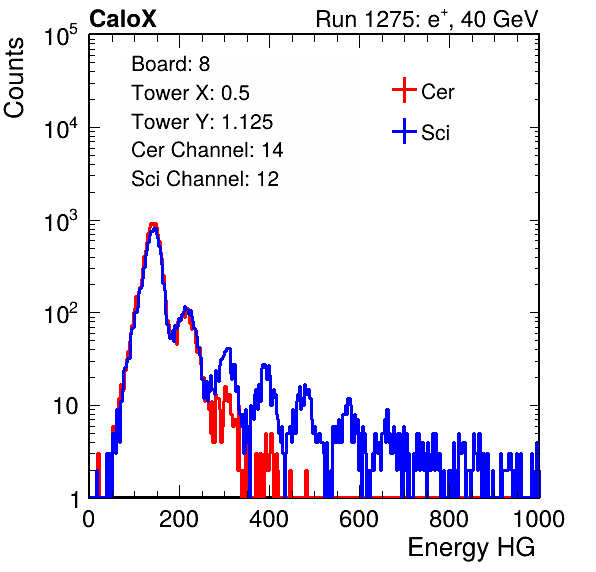 CaloX Run 1275: e⁺, 40 GeV
Counts
10⁵
10⁴
10³
10²
10
1
Board: 8
Tower X: 0.5
Tower Y: 1.125
Cer Channel: 14
Sci Channel: 12
Cer
Sci
0 200 400 600 800 1000
Energy HG